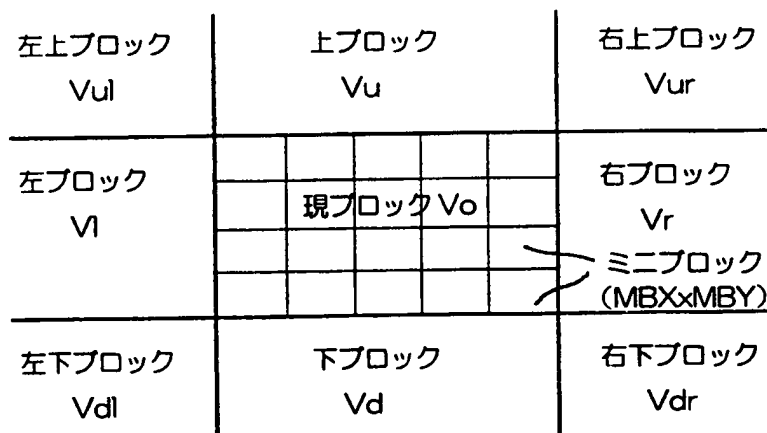 左上ブロック
Vul
上ブロック
Vu
右上ブロック
Vur
左ブロック
Vl
現ブロックVo
右ブロック
Vr
ミニブロック
(MBXxMBY)
左下ブロック
Vdl
下ブロック
Vd
右下ブロック
Vdr